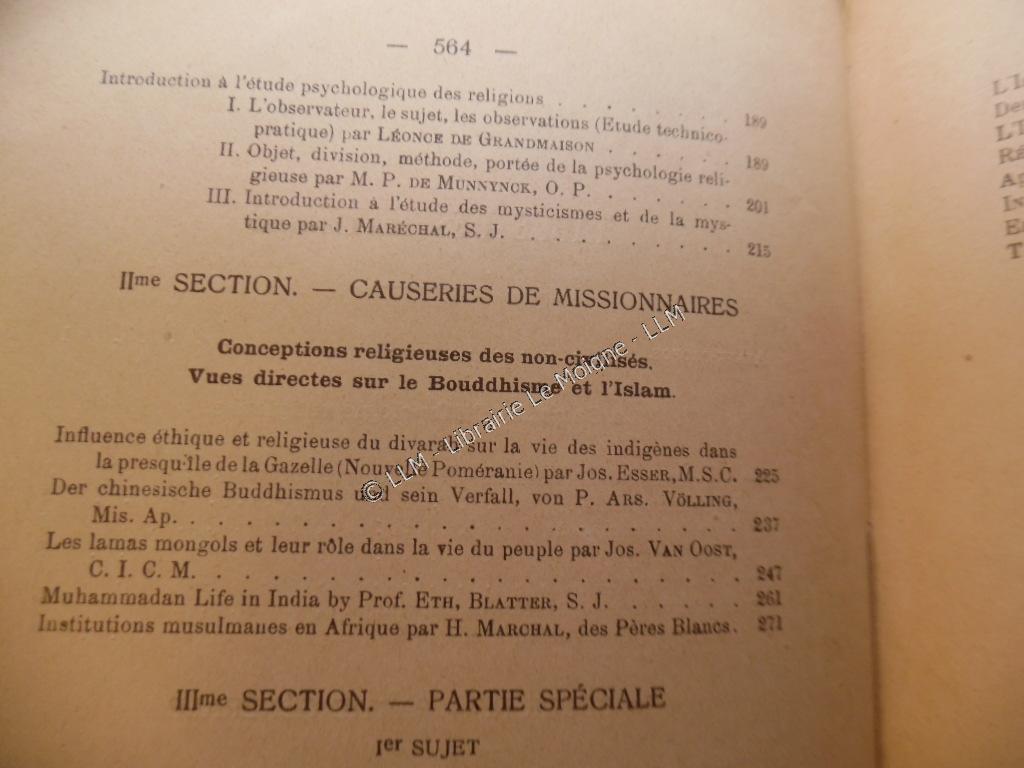 — 564 —
Introduction à l'étude psychologique des religions . . . . . . . 189
I. L'observateur, le sujet, les observations (Etude technico-
pratique) par LÉONCE DE GRANDMAISON . . . . . 189
II. Objet, division, méthode, portée de la psychologie reli-
gieuse par M. P. DE MUNNYNCK, O. P. . . . . . 201
III. Introduction à l'étude des mysticismes et de la mys-
tique par J. MARÉCHAL, S. J. . . . . . . . . . 215
IIme SECTION. — CAUSERIES DE MISSIONNAIRES
Conceptions religieuses des non-civilisés.
Vues directes sur le Bouddhisme et l'Islam.
Influence éthique et religieuse du divarah sur la vie des indigènes dans
la presqu'île de la Gazelle (Nouvelle Poméranie) par Jos. ESSER, M.S.C. 225
Der chinesische Buddhismus und sein Verfall, von P. ARS. VÖLLING,
Mis. Ap. . . . . . . . . . . . . . . . . . . . 237
Les lamas mongols et leur rôle dans la vie du peuple par Jos. VAN OOST,
C. I. C. M. . . . . . . . . . . . . . . . . . . 247
Muhammadan Life in India by Prof. ETH, BLATTER, S. J. . . . . . 261
Institutions musulmanes en Afrique par H. MARCHAL, des Pères Blancs. 271
IIIme SECTION. — PARTIE SPÉCIALE
Ier SUJET
© LLM - Librairie Le Moigne - LLM